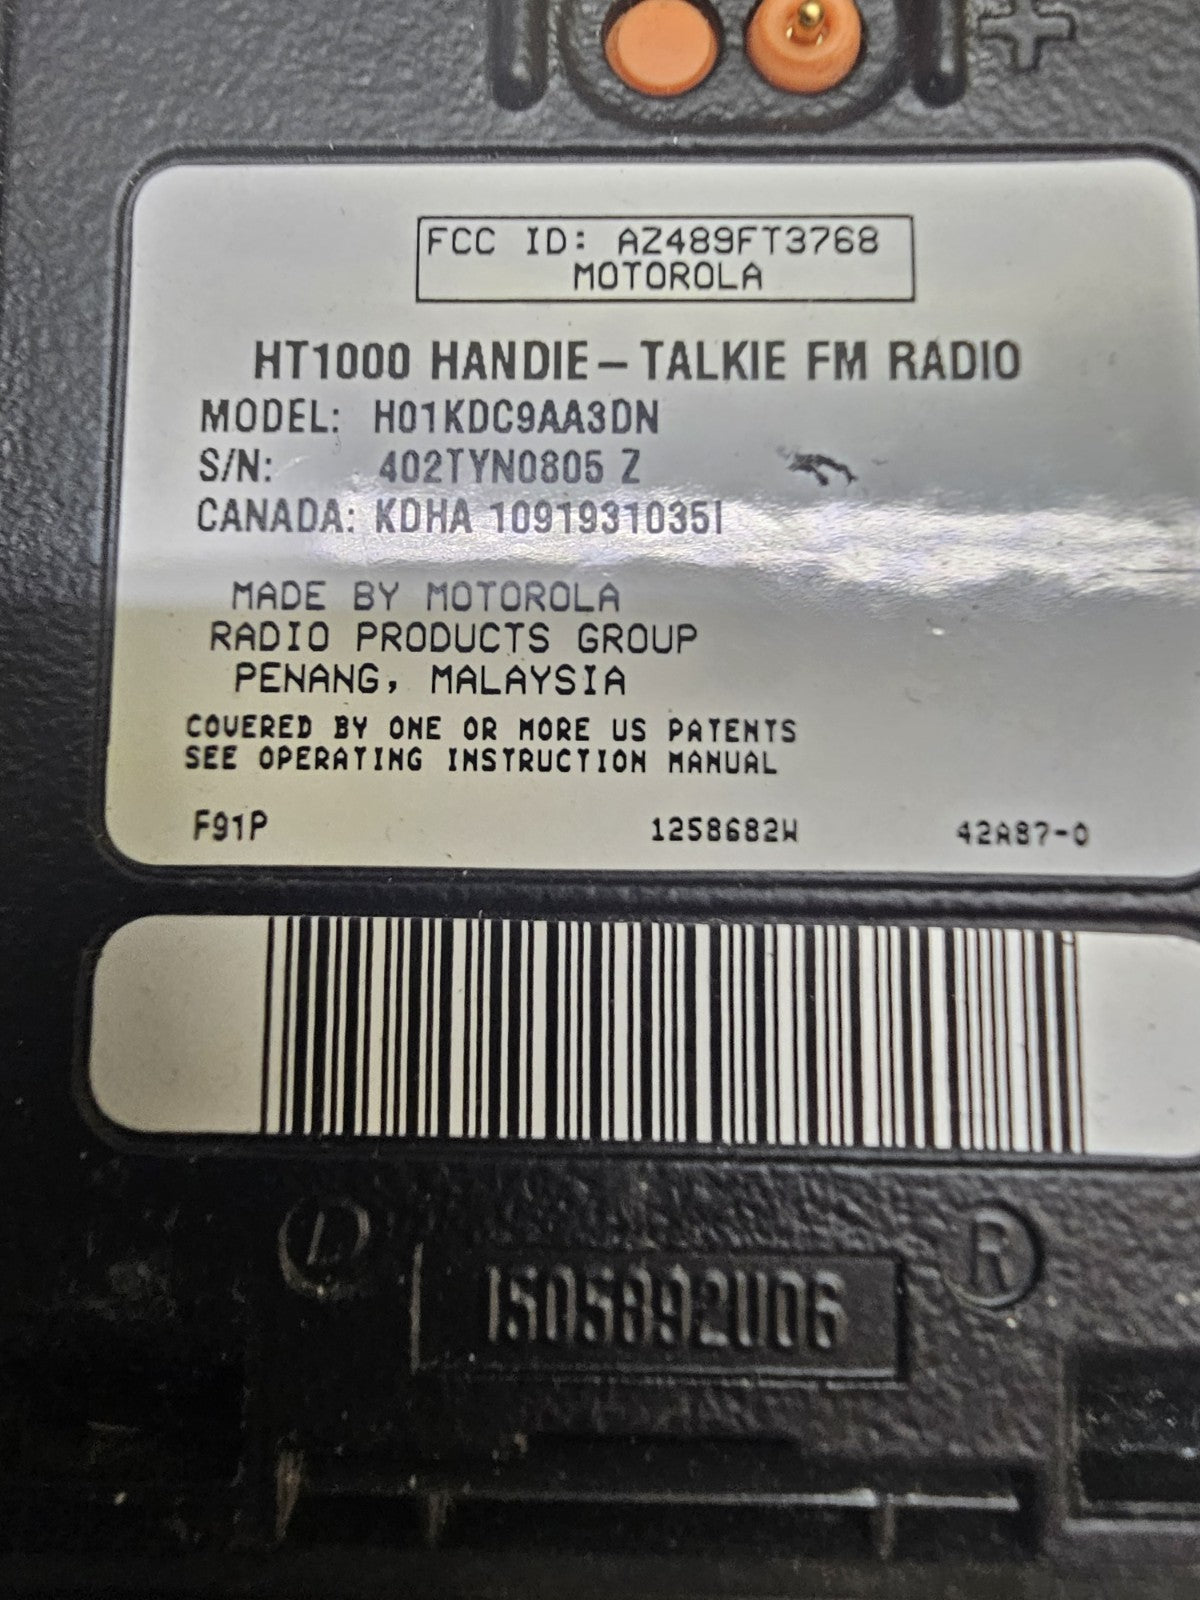 +
FCC ID: AZ489FT3768
MOTOROLA
HT1000 HANDIE-TALKIE FM RADIO
MODEL: H01KDC9AA3DN
S/N: 402TYN0805 Z
CANADA: KDHA 1091931035I
MADE BY MOTOROLA
RADIO PRODUCTS GROUP
PENANG, MALAYSIA
COVERED BY ONE OR MORE US PATENTS
SEE OPERATING INSTRUCTION MANUAL
F91P 1258682W 42A87-0
L R
1505892U06